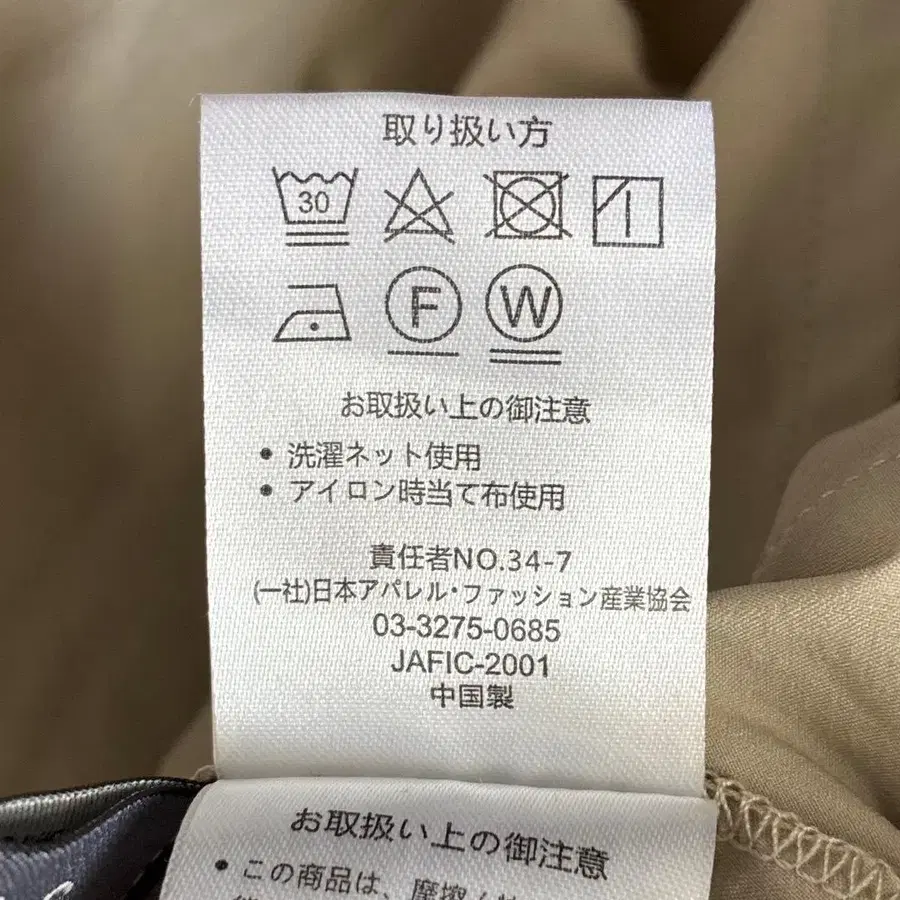 取り扱い方
30
F W
お取扱い上の御注意
• 洗濯ネット使用
• アイロン時当て布使用
責任者NO.34-7
(一社)日本アパレル・ファッション産業協会
03-3275-0685
JAFIC-2001
中国製
お取扱い上の御注意
• この商品は、摩擦